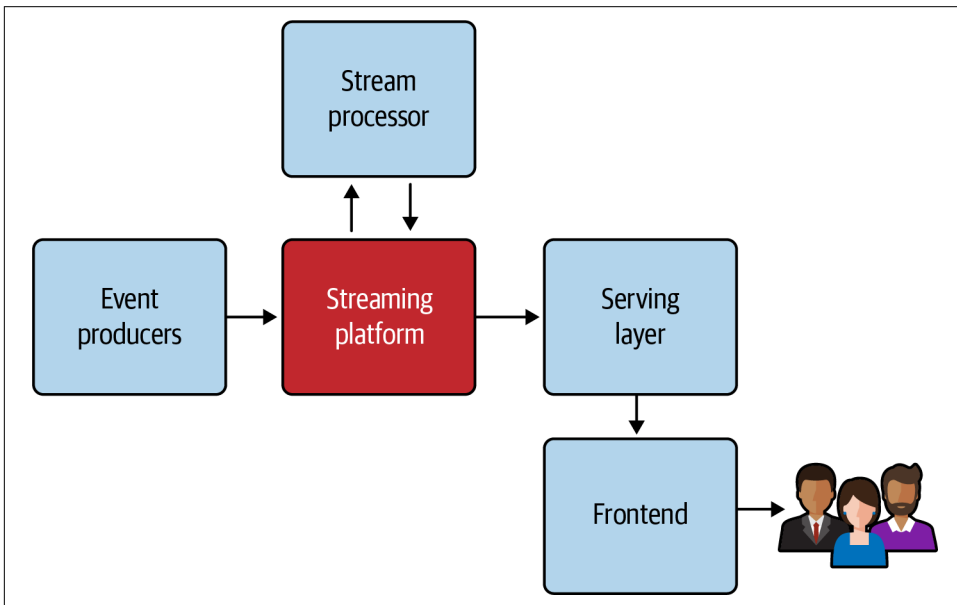 Stream
processor
Event
producers
Streaming
platform
Serving
layer
Frontend